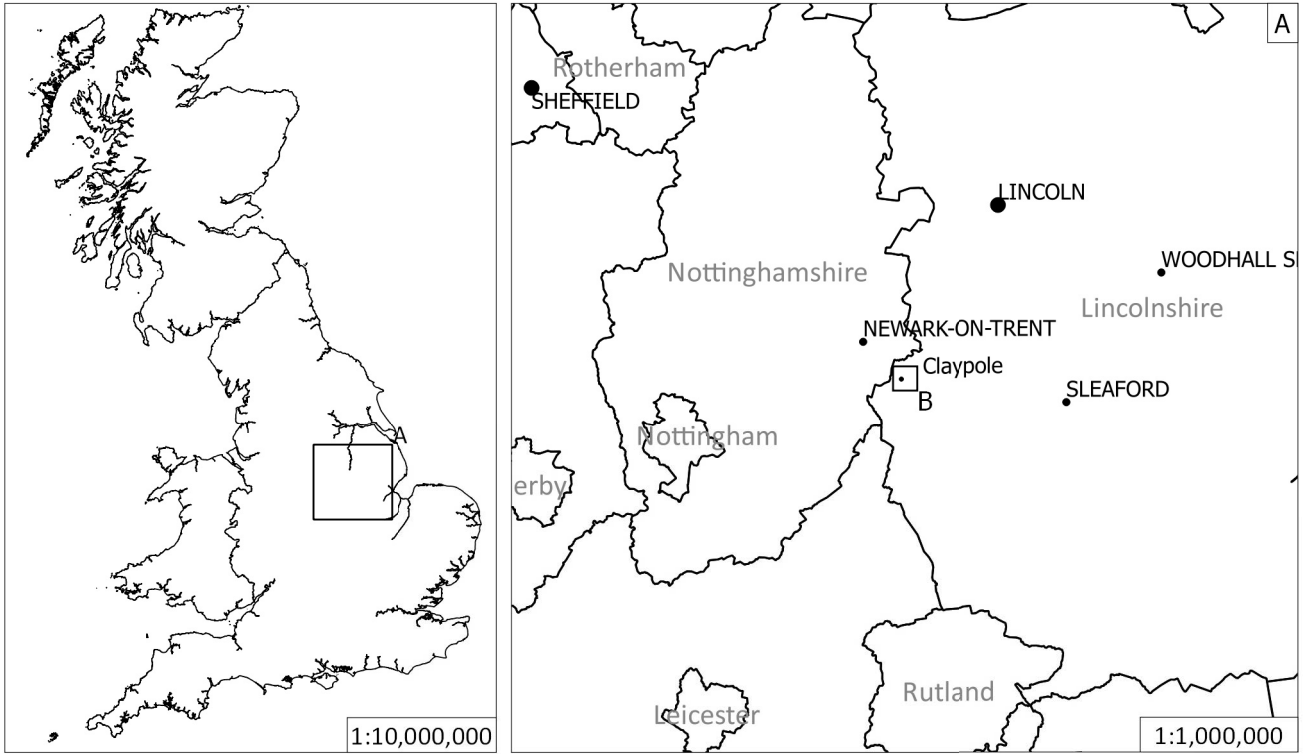 A
1:10,000,000
A
Rotherham
SHEFFIELD
LINCOLN
WOODHALL S
Nottinghamshire
Lincolnshire
NEWARK-ON-TRENT
Claypole
SLEAFORD
B
Nottingham
erby
Rutland
Leicester
1:1,000,000